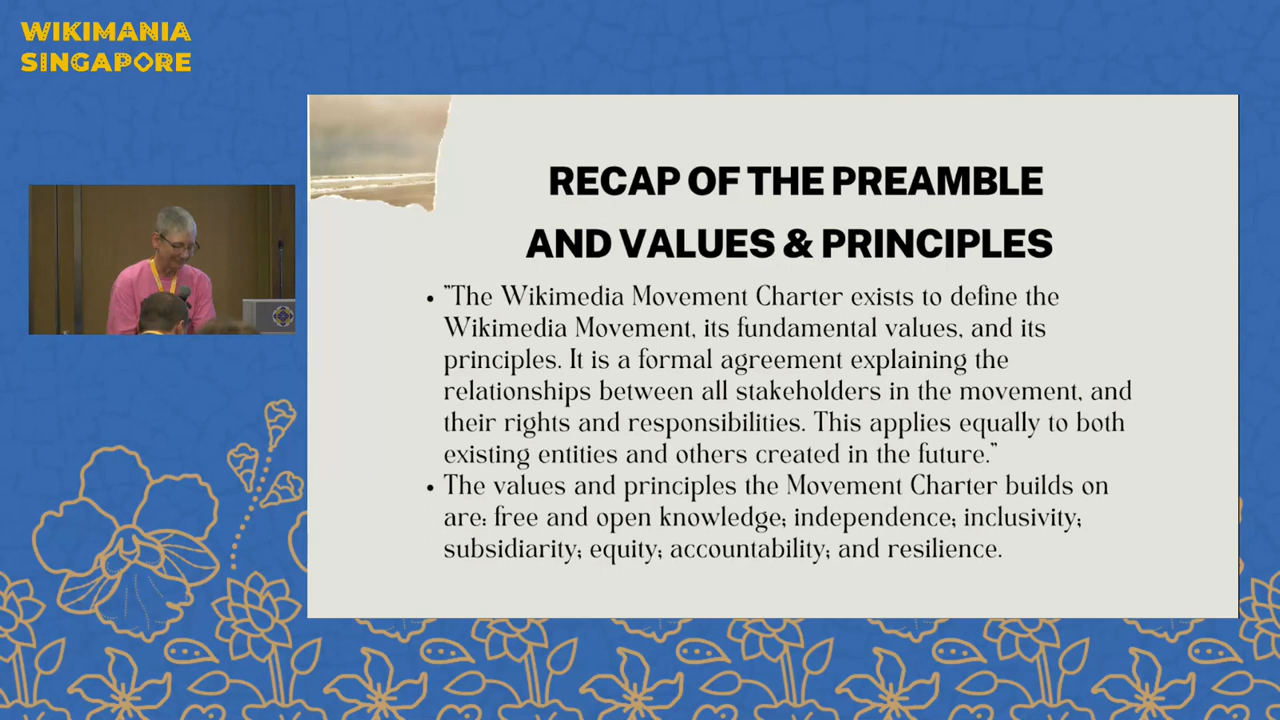 WIKIMANIA
SINGAPORE
RECAP OF THE PREAMBLE
AND VALUES & PRINCIPLES
• "The Wikimedia Movement Charter exists to define the
Wikimedia Movement, its fundamental values, and its
principles. It is a formal agreement explaining the
relationships between all stakeholders in the movement, and
their rights and responsibilities. This applies equally to both
existing entities and others created in the future."
• The values and principles the Movement Charter builds on
are: free and open knowledge; independence; inclusivity;
subsidiarity; equity; accountability; and resilience.